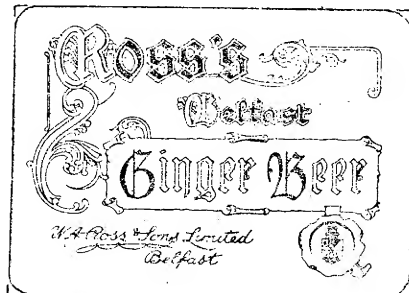 Ross's
Belfast
Ginger Beer
W.A. Ross & Sons Limited
Belfast